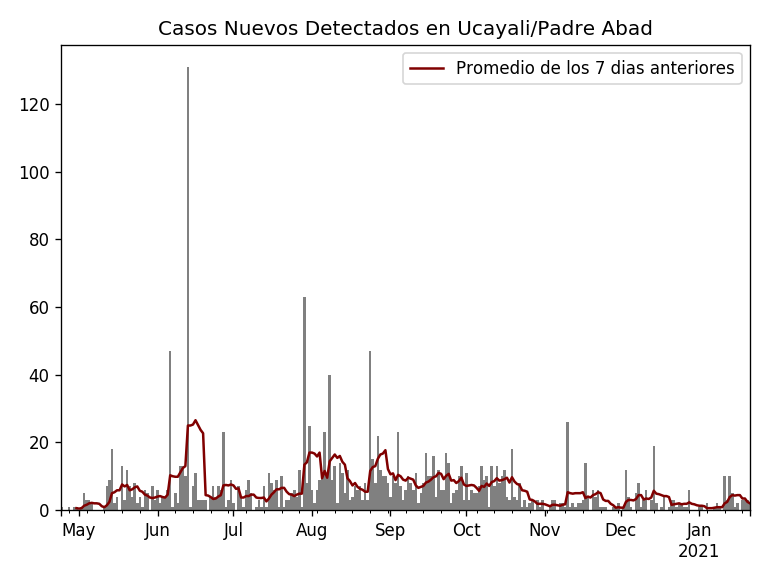 Casos Nuevos Detectados en Ucayali/Padre Abad
Promedio de los 7 dias anteriores
120
100
80
60
40
20
0
May Jun Jul Aug Sep Oct Nov Dec Jan
2021